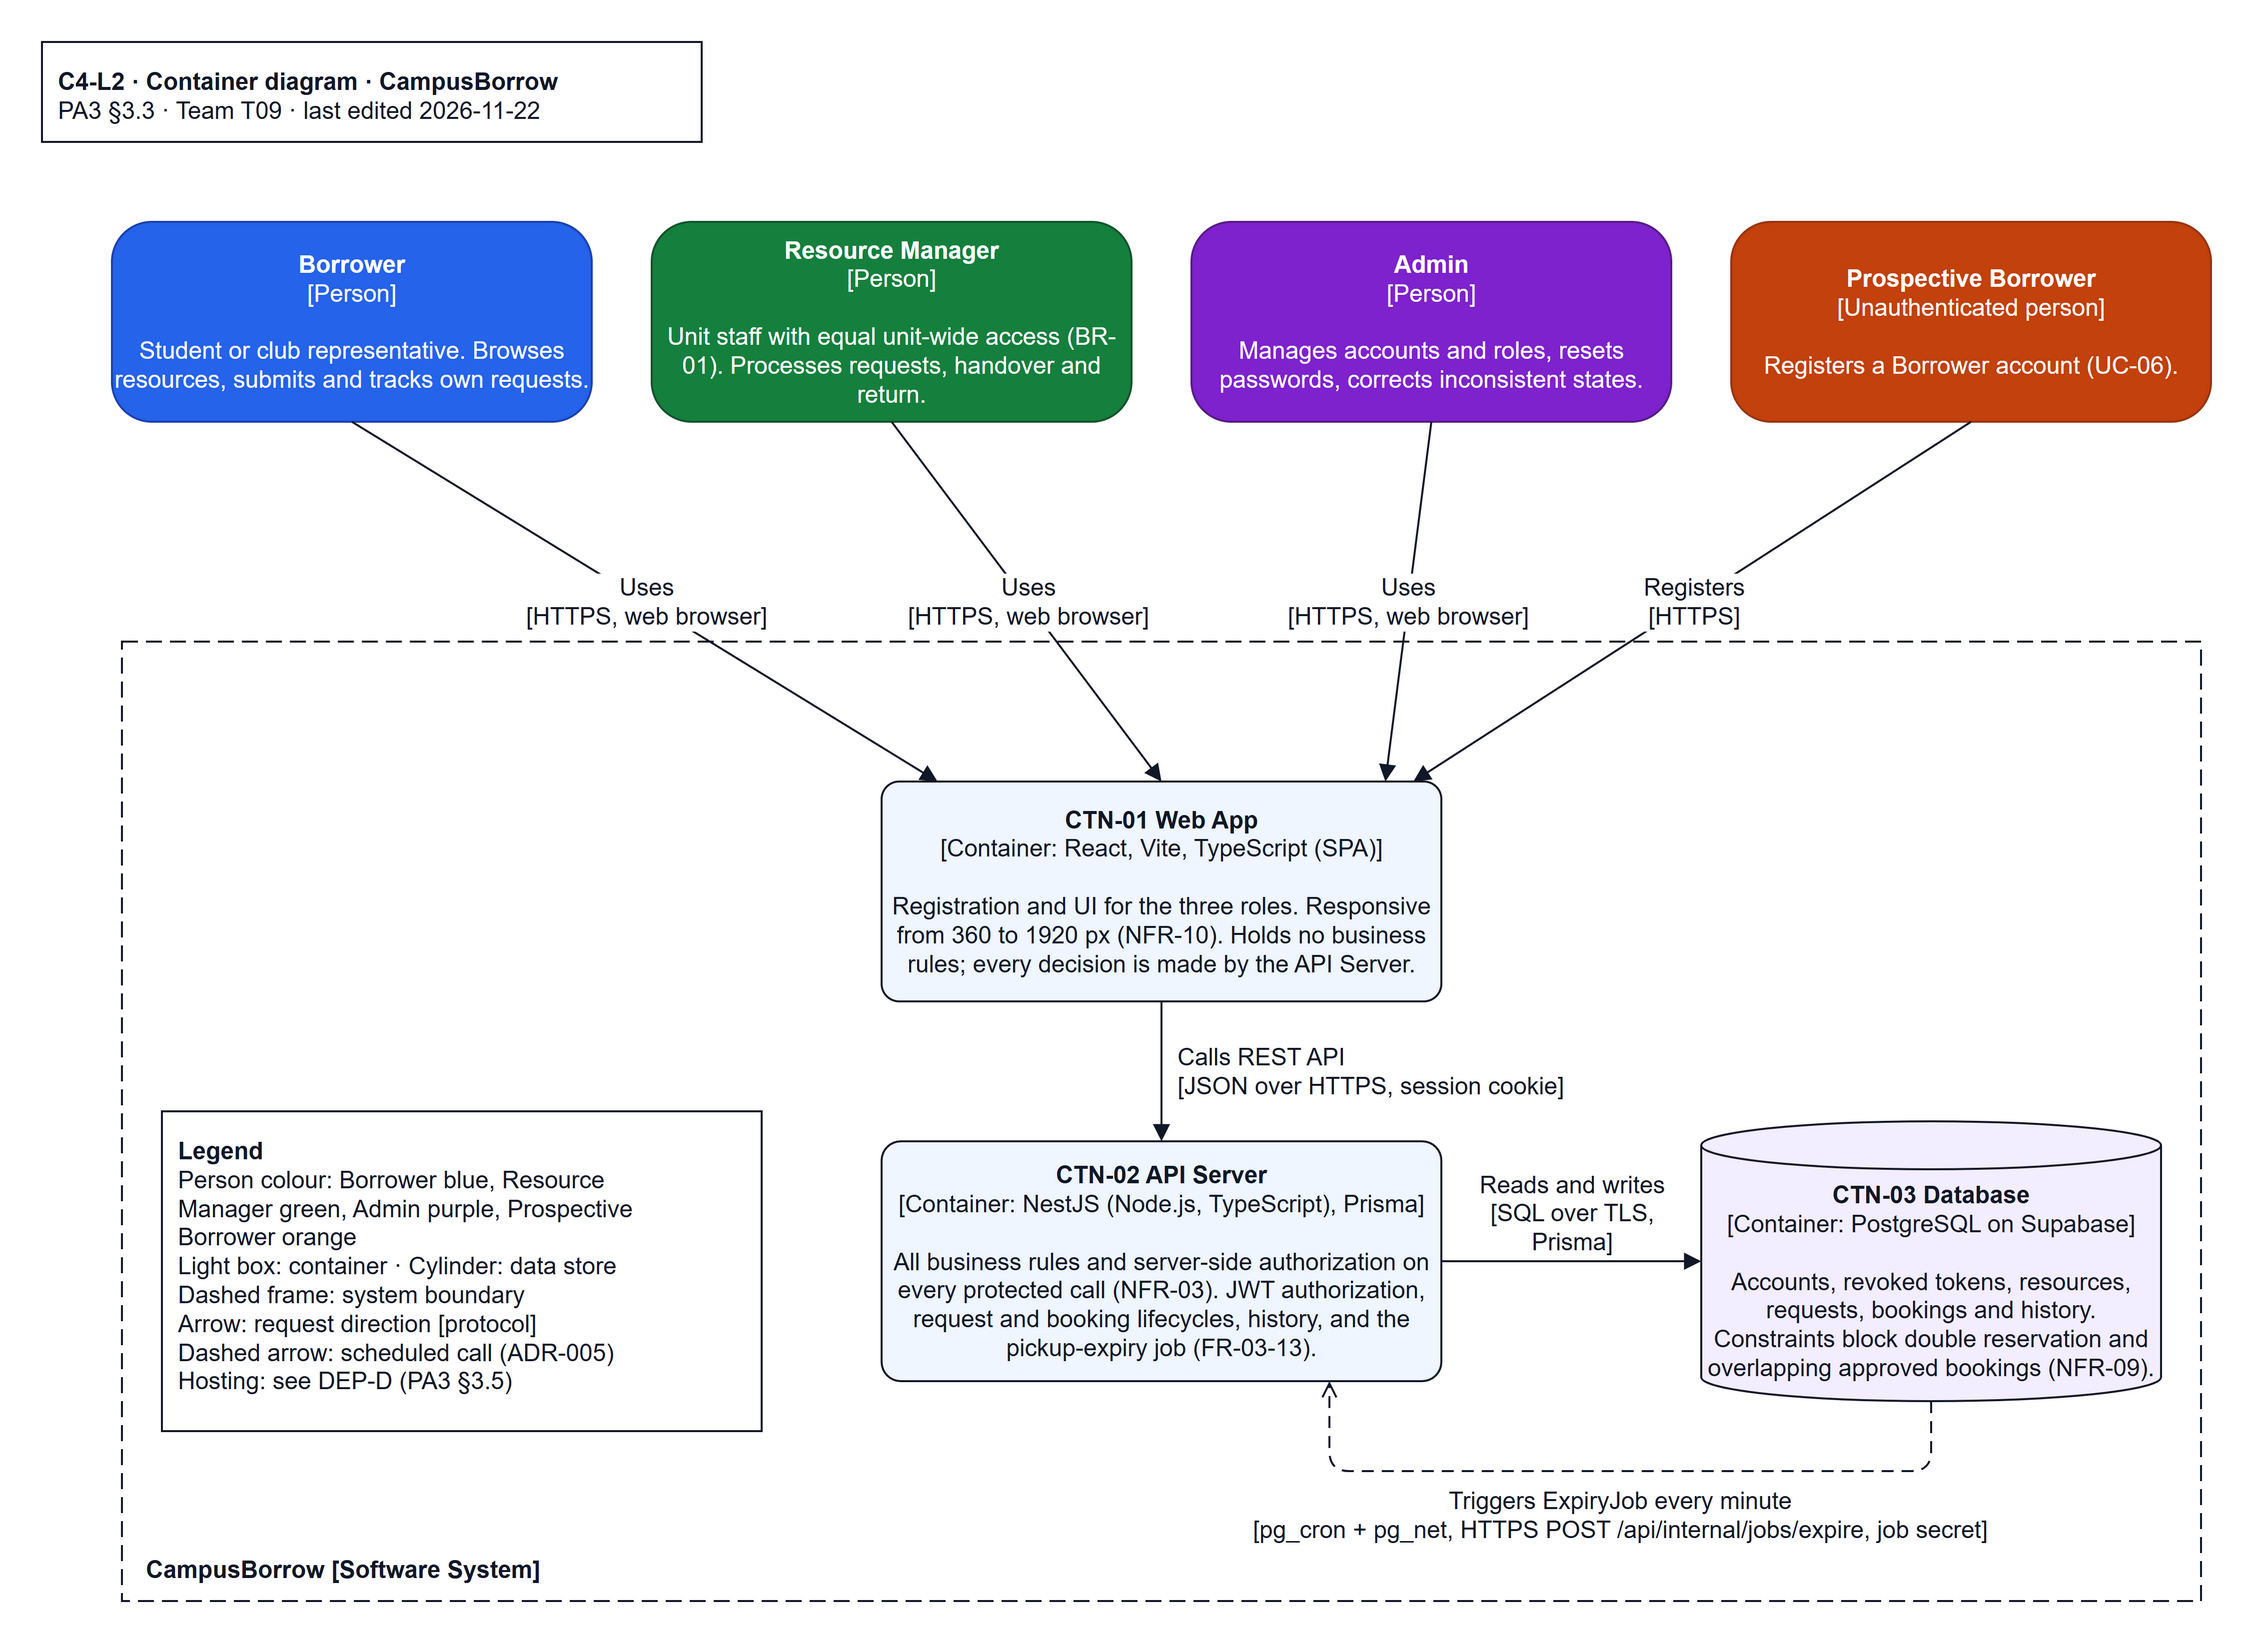 C4-L2 · Container diagram · CampusBorrow
PA3 §3.3 · Team T09 · last edited 2026-11-22
Borrower
[Person]
Student or club representative. Browses
resources, submits and tracks own requests.
Resource Manager
[Person]
Unit staff with equal unit-wide access (BR-
01). Processes requests, handover and
return.
Admin
[Person]
Manages accounts and roles, resets
passwords, corrects inconsistent states.
Prospective Borrower
[Unauthenticated person]
Registers a Borrower account (UC-06).
Uses
[HTTPS, web browser]
Uses
[HTTPS, web browser]
Uses
[HTTPS, web browser]
Registers
[HTTPS]
CTN-01 Web App
[Container: React, Vite, TypeScript (SPA)]
Registration and UI for the three roles. Responsive
from 360 to 1920 px (NFR-10). Holds no business
rules; every decision is made by the API Server.
Calls REST API
[JSON over HTTPS, session cookie]
Legend
Person colour: Borrower blue, Resource
Manager green, Admin purple, Prospective
Borrower orange
Light box: container · Cylinder: data store
Dashed frame: system boundary
Arrow: request direction [protocol]
Dashed arrow: scheduled call (ADR-005)
Hosting: see DEP-D (PA3 §3.5)
CTN-02 API Server
[Container: NestJS (Node.js, TypeScript), Prisma]
All business rules and server-side authorization on
every protected call (NFR-03). JWT authorization,
request and booking lifecycles, history, and the
pickup-expiry job (FR-03-13).
Reads and writes
[SQL over TLS,
Prisma]
CTN-03 Database
[Container: PostgreSQL on Supabase]
Accounts, revoked tokens, resources,
requests, bookings and history.
Constraints block double reservation and
overlapping approved bookings (NFR-09).
Triggers ExpiryJob every minute
[pg_cron + pg_net, HTTPS POST /api/internal/jobs/expire, job secret]
CampusBorrow [Software System]